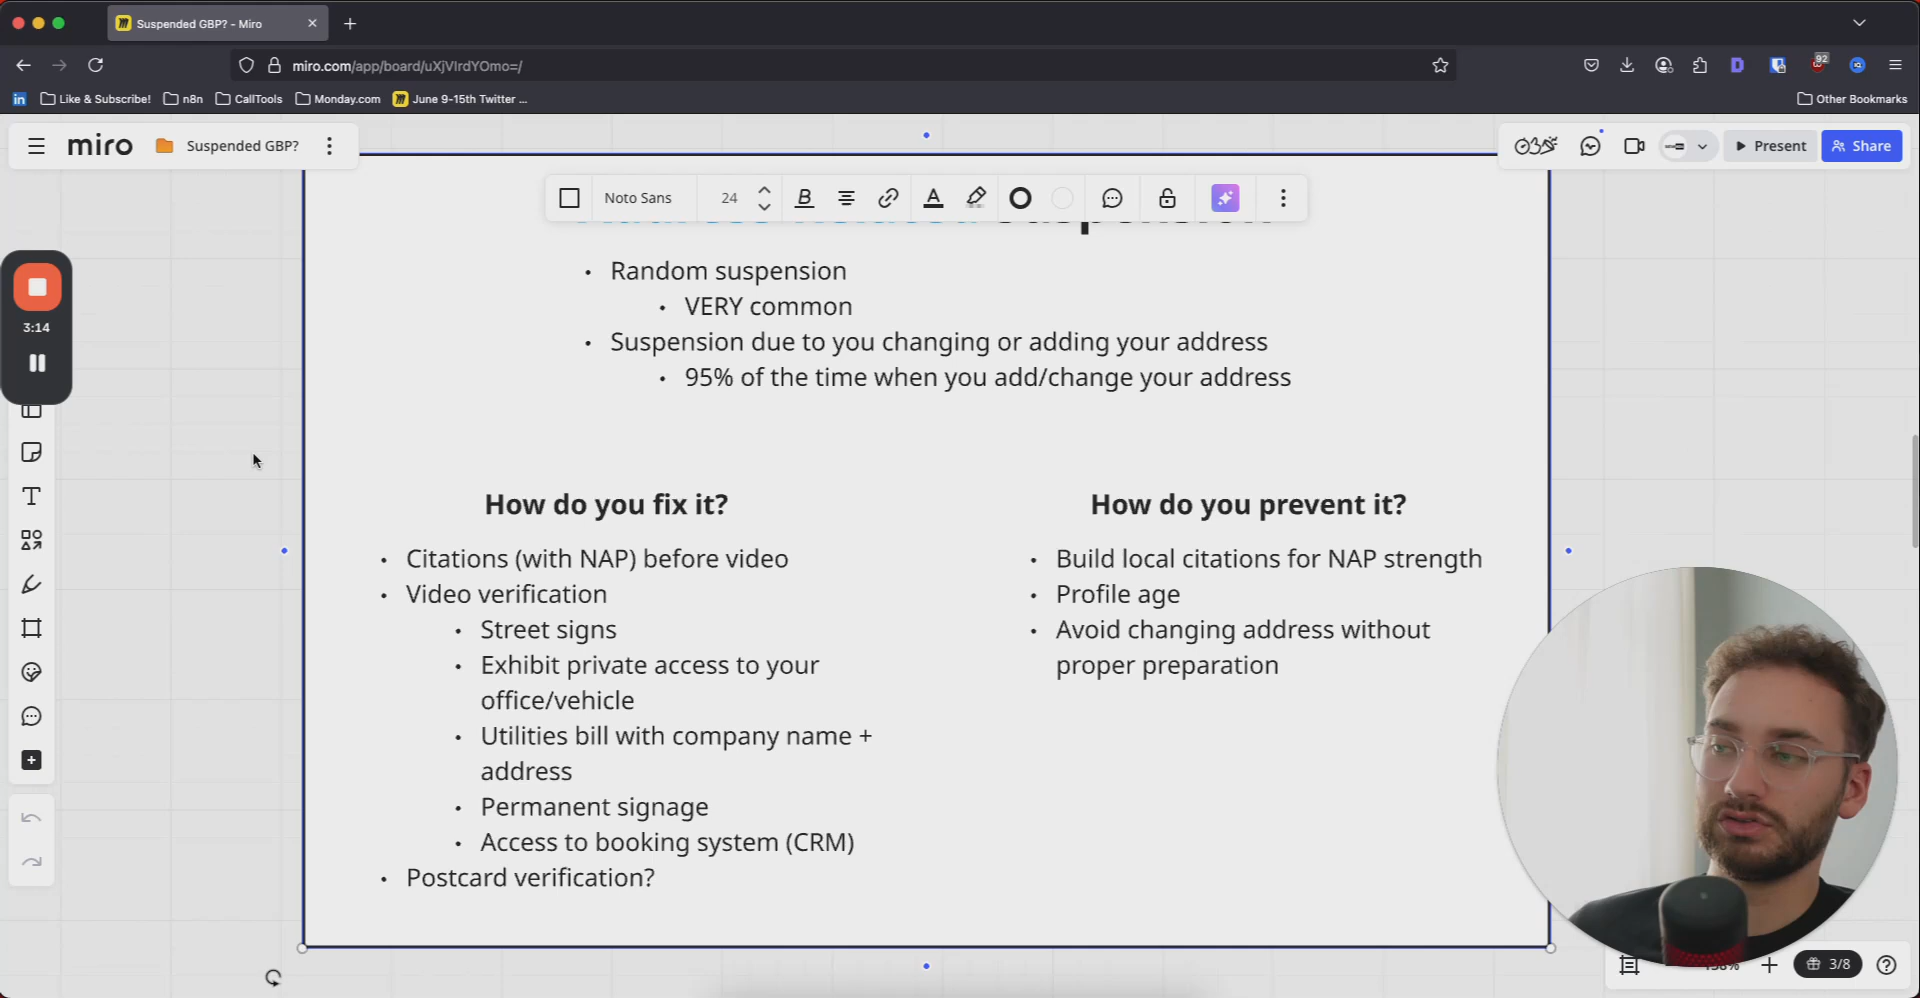 Suspended GBP? - Miro
miro.com/app/board/uXjVIrdYOmo=/
92
Like & Subscribe!
n8n
CallTools
Monday.com
June 9-15th Twitter ...
Other Bookmarks
miro
Suspended GBP?
Present
Share
Noto Sans
24
3:14
• Random suspension
• VERY common
• Suspension due to you changing or adding your address
• 95% of the time when you add/change your address
How do you fix it?
• Citations (with NAP) before video
• Video verification
• Street signs
• Exhibit private access to your
office/vehicle
• Utilities bill with company name +
address
• Permanent signage
• Access to booking system (CRM)
• Postcard verification?
How do you prevent it?
• Build local citations for NAP strength
• Profile age
• Avoid changing address without
proper preparation
3/8